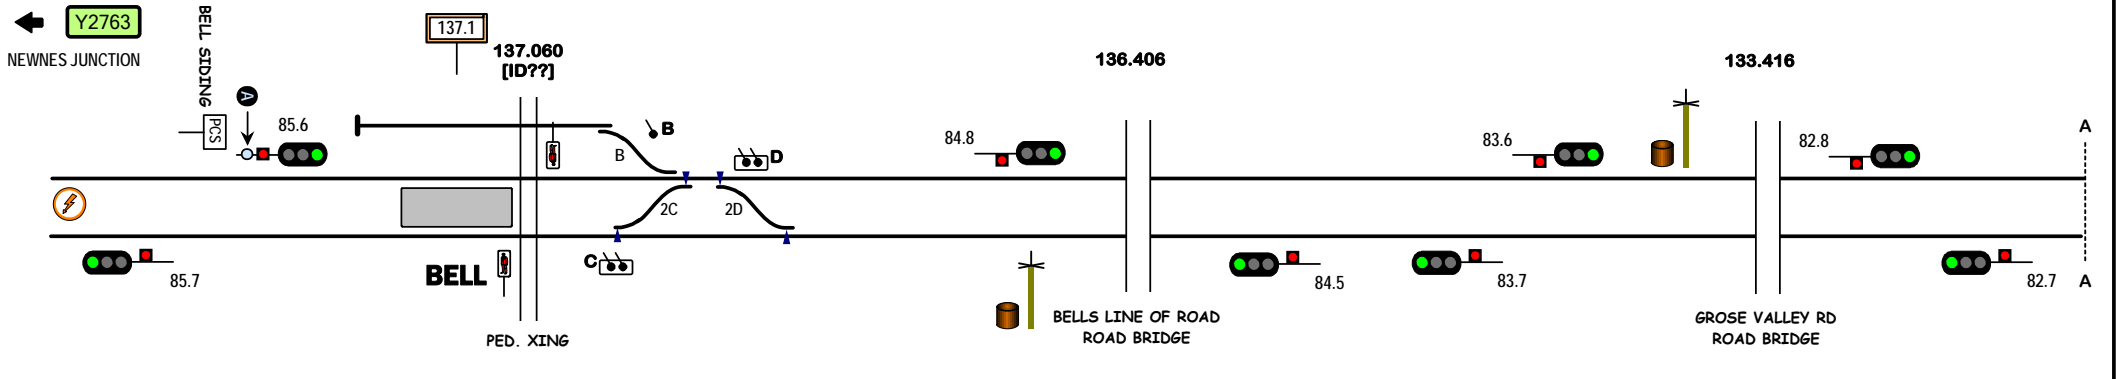 Y2763
NEWNES JUNCTION
BELL SIDING
PCS
A
85.6
137.1
137.060
[ID??]
B
B
D
2C
2D
C
85.7
BELL
PED. XING
136.406
84.8
BELLS LINE OF ROAD
ROAD BRIDGE
84.5
83.6
83.7
133.416
82.8
GROSE VALLEY RD
ROAD BRIDGE
82.7
A
A